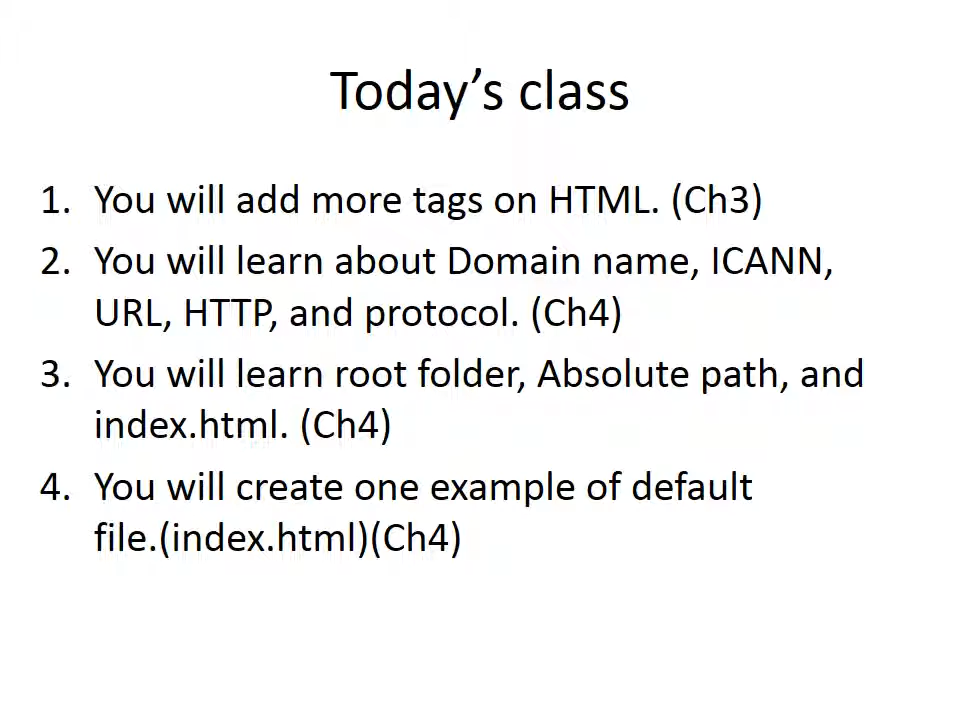 Today’s class
1. You will add more tags on HTML. (Ch3)
2. You will learn about Domain name, ICANN,
URL, HTTP, and protocol. (Ch4)
3. You will learn root folder, Absolute path, and
index.html. (Ch4)
4. You will create one example of default
file.(index.html)(Ch4)